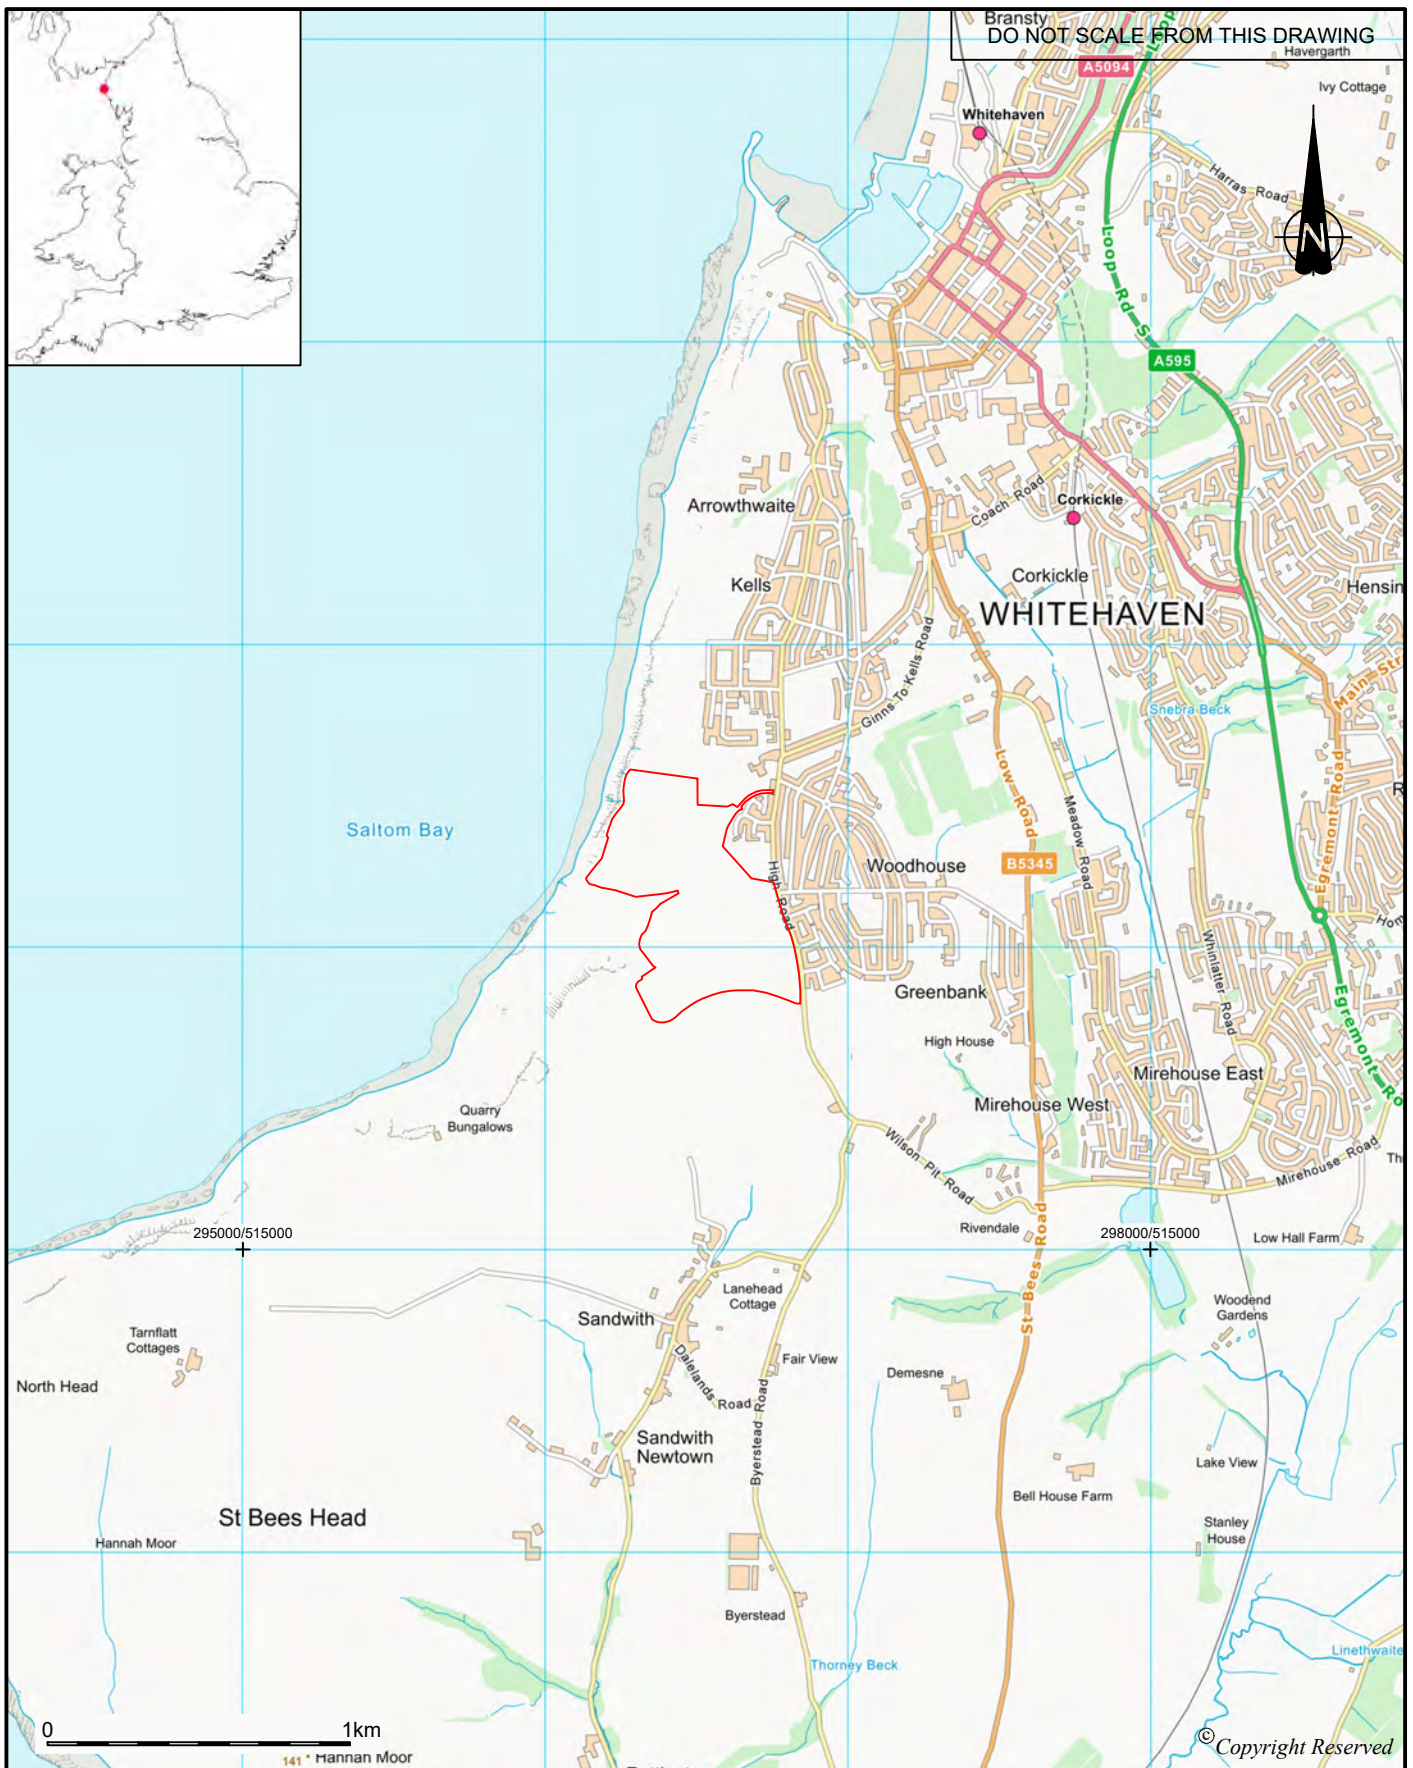 Bransty
DO NOT SCALE FROM THIS DRAWING
Loop
Havergarth
A5094
Ivy Cottage
Whitehaven
Harras Road
N
Loop Rd S
A595
Coach Road
Corkickle
Arrowthwaite
Kells
Corkickle
Hensin
WHITEHAVEN
Ginns To Kells Road
Main Str
Snebra Beck
Low Road
Egremont Road
R
Meadow Road
Saltom Bay
High Road
Woodhouse
B5345
Hom
Whinlatter Road
Greenbank
Egremont Ro
High House
Mirehouse East
Mirehouse West
Quarry
Bungalows
Wilson Pit Road
Mirehouse Road
Th
Rivendale
Low Hall Farm
295000/515000
298000/515000
St Bees Road
Lanehead
Cottage
Woodend
Gardens
Sandwith
Tarnflatt
Cottages
Fair View
Dalelands Road
Demesne
North Head
Byerstead Road
Sandwith
Newtown
Lake View
Bell House Farm
St Bees Head
Stanley
House
Hannah Moor
Byerstead
Linethwaite
Thorney Beck
0 1km
141 Hannah Moor
© Copyright Reserved